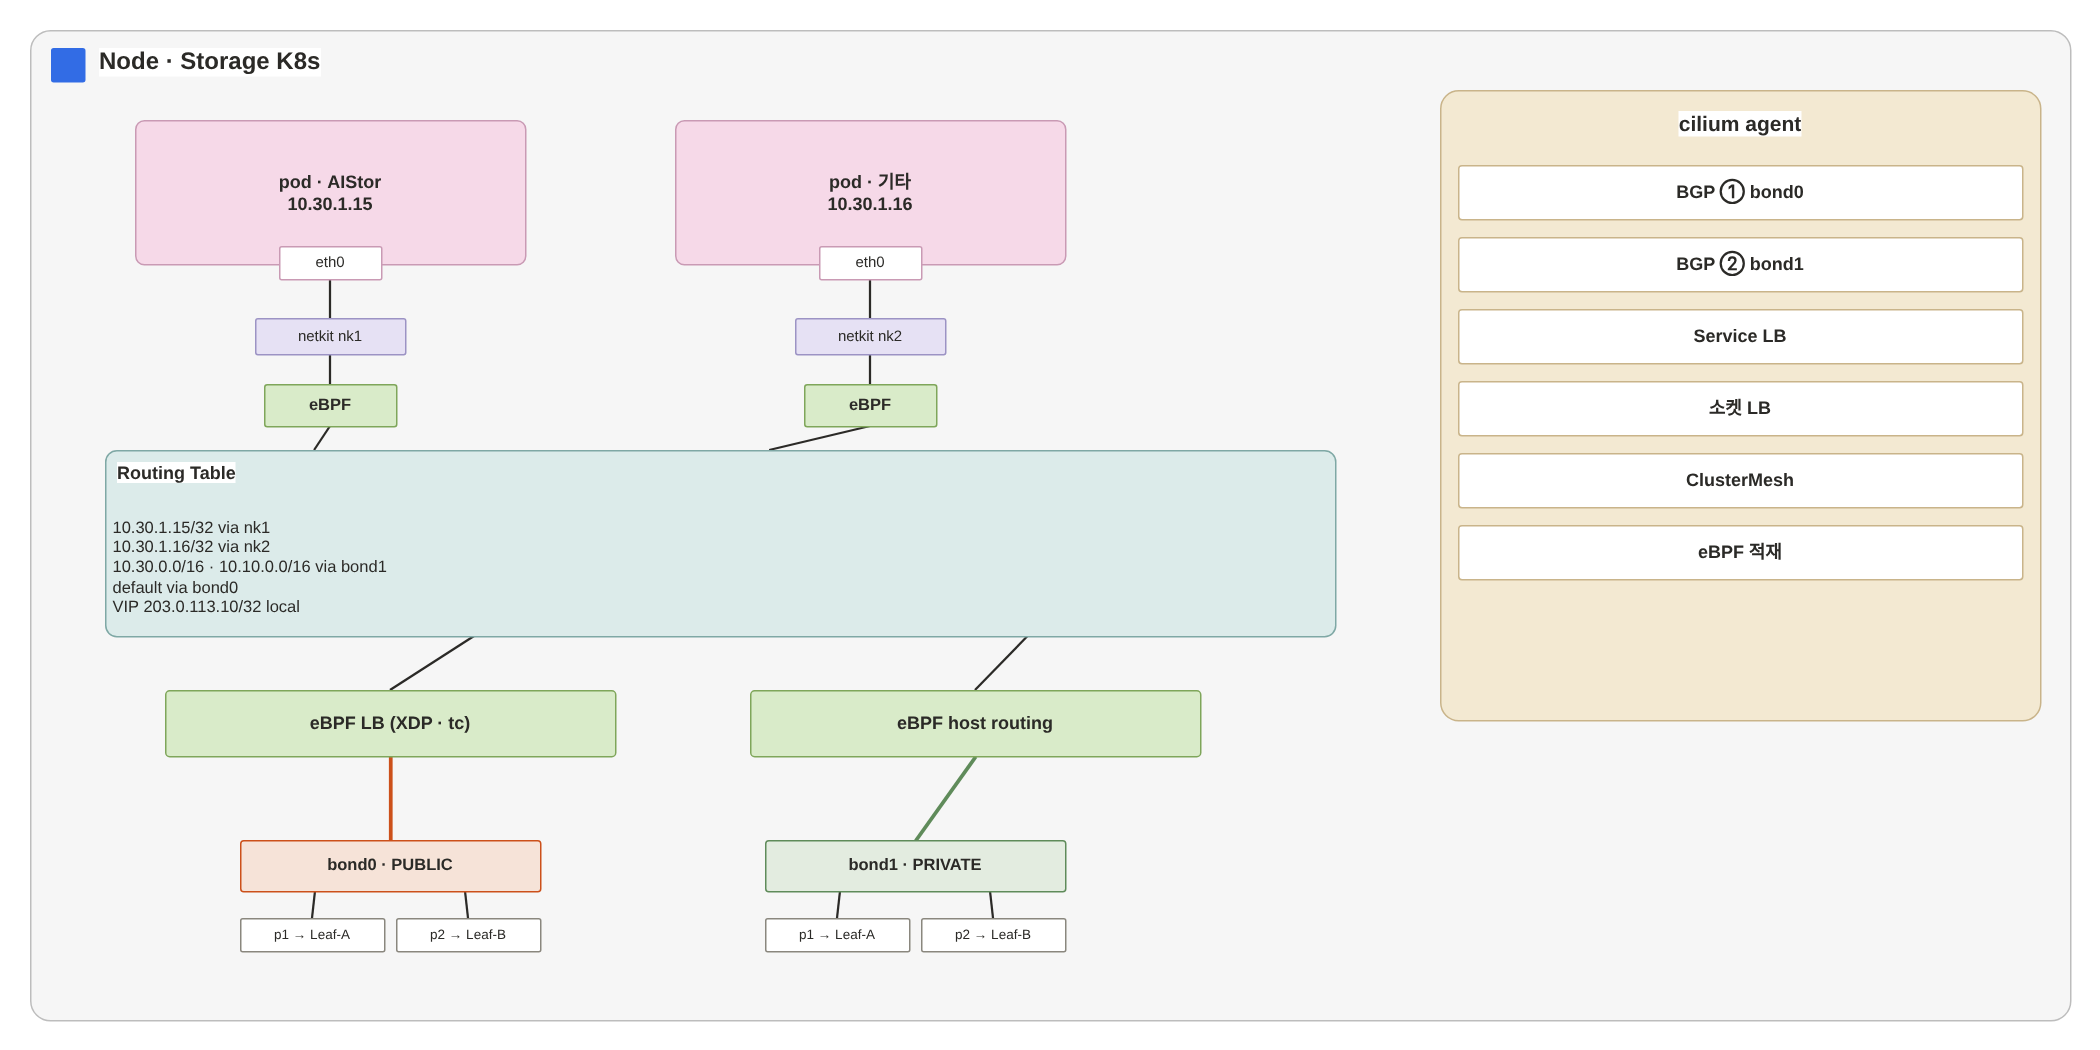 Node · Storage K8s
pod · AIStor
10.30.1.15
eth0
netkit nk1
eBPF
pod · 기타
10.30.1.16
eth0
netkit nk2
eBPF
Routing Table
10.30.1.15/32 via nk1
10.30.1.16/32 via nk2
10.30.0.0/16 · 10.10.0.0/16 via bond1
default via bond0
VIP 203.0.113.10/32 local
eBPF LB (XDP · tc)
eBPF host routing
bond0 · PUBLIC
p1 → Leaf-A
p2 → Leaf-B
bond1 · PRIVATE
p1 → Leaf-A
p2 → Leaf-B
cilium agent
BGP ① bond0
BGP ② bond1
Service LB
소켓 LB
ClusterMesh
eBPF 적재